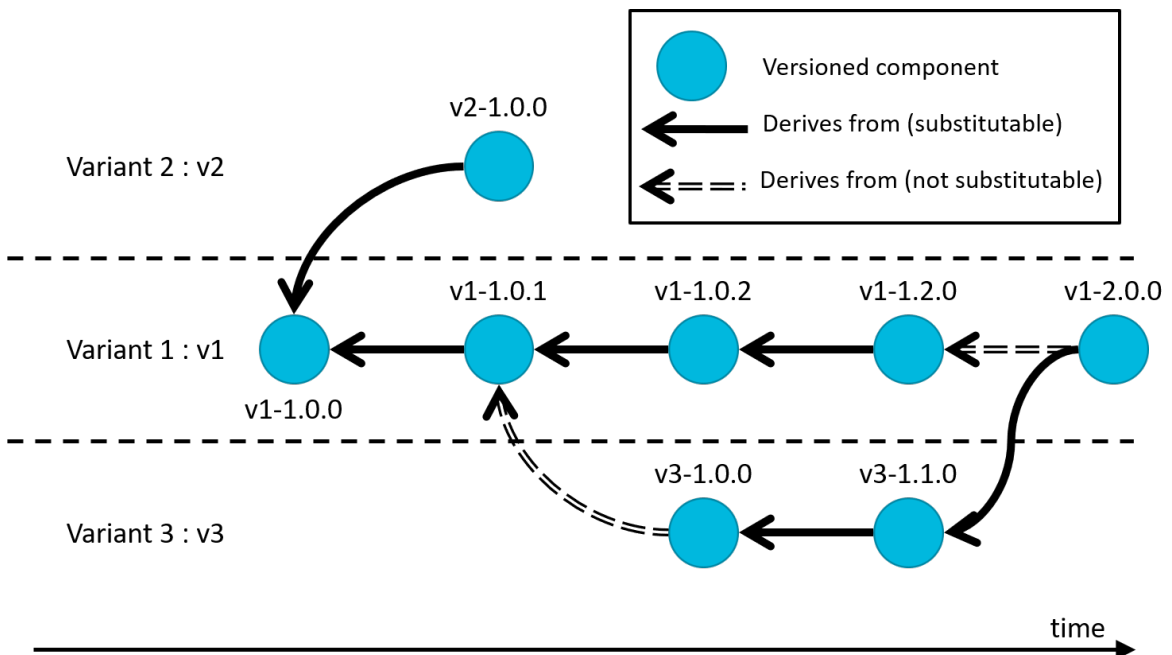 Versioned component
Derives from (substitutable)
Derives from (not substitutable)
v2-1.0.0
Variant 2 : v2
v1-1.0.1
v1-1.0.2
v1-1.2.0
v1-2.0.0
Variant 1 : v1
v1-1.0.0
v3-1.0.0
v3-1.1.0
Variant 3 : v3
time